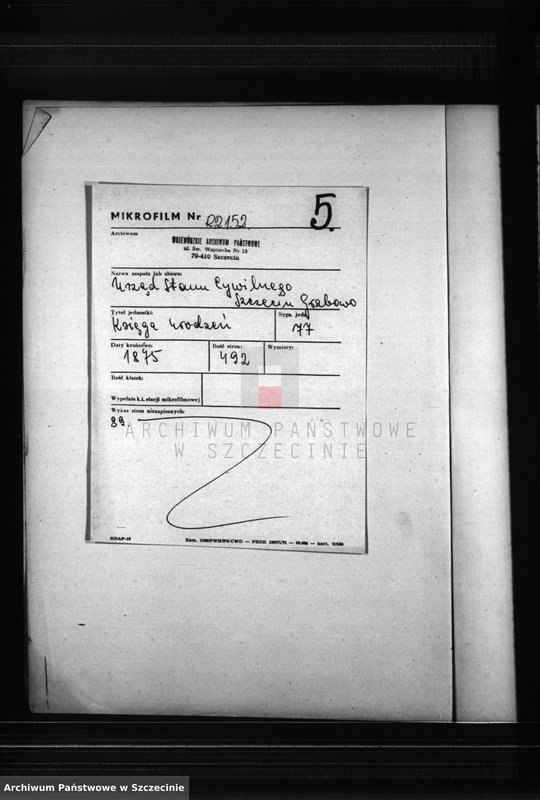 5.
MIKROFILM Nr R2152
Archiwum
WOJEWÓDZKIE ARCHIWUM PAŃSTWOWE
ul. Św. Wojciecha Nr 13
70-410 Szczecin
Nazwa zespołu lub zbioru:
Urząd Stanu Cywilnego
Szczecin Grabowo
Tytuł jednostki: Sygn. jedn.
Księga urodzeń 77
Daty krańcowe: Ilość stron: Wymiary:
1875 492
Ilość klatek:
Wypełnia k.t. stacji mikrofilmowej
Wykaz stron niezapisanych:
89.
ARCHIWUM PAŃSTWOWE
W SZCZECINIE
NDAP-19
Archiwum Państwowe w Szczecinie